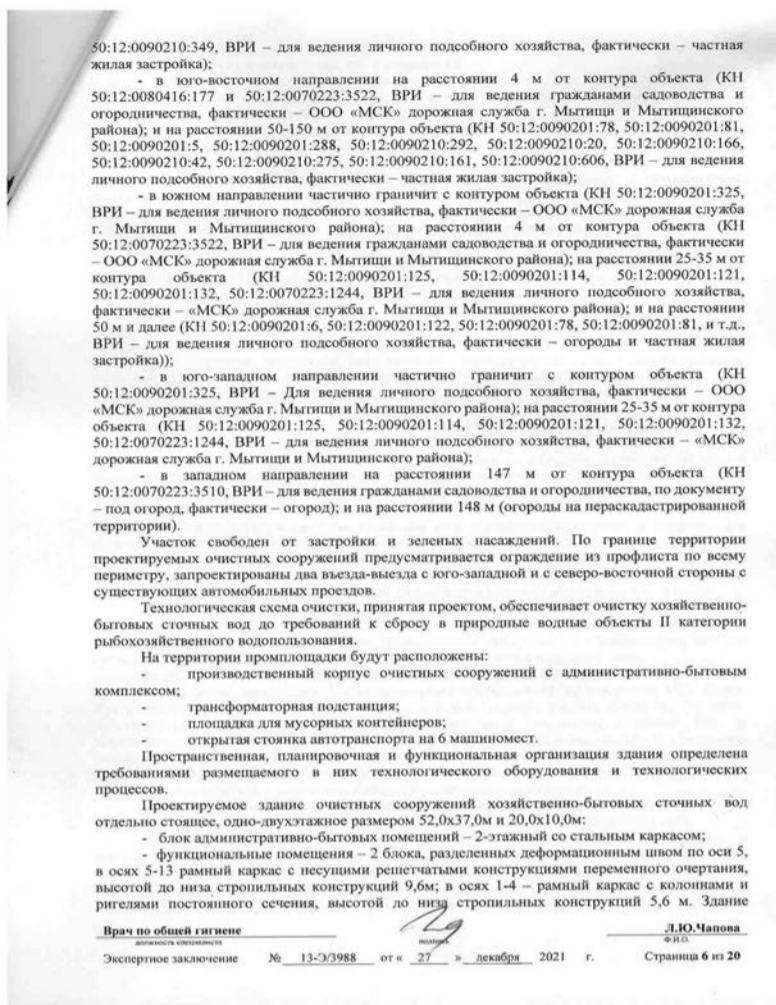 50:12:0090210:349, ВРИ – для ведения личного подсобного хозяйства, фактически – частная
жилая застройка);
- в юго-восточном направлении на расстоянии 4 м от контура объекта (КН
50:12:0080416:177 и 50:12:0070223:3522, ВРИ – для ведения гражданами садоводства и
огородничества, фактически – ООО «МСК» дорожная служба г. Мытищи и Мытищинского
района); и на расстоянии 50-150 м от контура объекта (КН 50:12:0090201:78, 50:12:0090201:81,
50:12:0090201:5, 50:12:0090201:288, 50:12:0090210:292, 50:12:0090210:20, 50:12:0090210:166,
50:12:0090210:42, 50:12:0090210:275, 50:12:0090210:161, 50:12:0090210:606, ВРИ – для ведения
личного подсобного хозяйства, фактически – частная жилая застройка);
- в южном направлении частично граничит с контуром объекта (КН 50:12:0090201:325,
ВРИ – для ведения личного подсобного хозяйства, фактически – ООО «МСК» дорожная служба
г. Мытищи и Мытищинского района); на расстоянии 4 м от контура объекта (КН
50:12:0070223:3522, ВРИ – для ведения гражданами садоводства и огородничества, фактически
– ООО «МСК» дорожная служба г. Мытищи и Мытищинского района); на расстоянии 25-35 м от
контура объекта (КН 50:12:0090201:125, 50:12:0090201:114, 50:12:0090201:121,
50:12:0090201:132, 50:12:0070223:1244, ВРИ – для ведения личного подсобного хозяйства,
фактически – «МСК» дорожная служба г. Мытищи и Мытищинского района); и на расстоянии
50 м и далее (КН 50:12:0090201:6, 50:12:0090201:122, 50:12:0090201:78, 50:12:0090201:81, и т.д.,
ВРИ – для ведения личного подсобного хозяйства, фактически – огороды и частная жилая
застройка));
- в юго-западном направлении частично граничит с контуром объекта (КН
50:12:0090201:325, ВРИ – Для ведения личного подсобного хозяйства, фактически – ООО
«МСК» дорожная служба г. Мытищи и Мытищинского района); на расстоянии 25-35 м от контура
объекта (КН 50:12:0090201:125, 50:12:0090201:114, 50:12:0090201:121, 50:12:0090201:132,
50:12:0070223:1244, ВРИ – для ведения личного подсобного хозяйства, фактически – «МСК»
дорожная служба г. Мытищи и Мытищинского района);
- в западном направлении на расстоянии 147 м от контура объекта (КН
50:12:0070223:3510, ВРИ – для ведения гражданами садоводства и огородничества, по документу
– под огород, фактически – огород); и на расстоянии 148 м (огороды на нераскадастрированной
территории).
Участок свободен от застройки и зеленых насаждений. По границе территории
проектируемых очистных сооружений предусматривается ограждение из профлиста по всему
периметру, запроектированы два въезда-выезда с юго-западной и с северо-восточной стороны с
существующих автомобильных проездов.
Технологическая схема очистки, принятая проектом, обеспечивает очистку хозяйственно-
бытовых сточных вод до требований к сбросу в природные водные объекты II категории
рыбохозяйственного водопользования.
На территории промплощадки будут расположены:
- производственный корпус очистных сооружений с административно-бытовым
комплексом;
- трансформаторная подстанция;
- площадка для мусорных контейнеров;
- открытая стоянка автотранспорта на 6 машиномест.
Пространственная, планировочная и функциональная организация здания определена
требованиями размещаемого в них технологического оборудования и технологических
процессов.
Проектируемое здание очистных сооружений хозяйственно-бытовых сточных вод
отдельно стоящее, одно-двухэтажное размером 52,0х37,0м и 20,0х10,0м:
- блок административно-бытовых помещений – 2-этажный со стальным каркасом;
- функциональные помещения – 2 блока, разделенных деформационным швом по оси 5,
в осях 5-13 рамный каркас с несущими решетчатыми конструкциями переменного очертания,
высотой до низа стропильных конструкций 9,6м; в осях 1-4 – рамный каркас с колоннами и
ригелями постоянного сечения, высотой до низа стропильных конструкций 5,6 м. Здание
Врач по общей гигиене Л.Ю.Чапова
должность специалиста подпись Ф.И.О.
Экспертное заключение № 13-Э/3988 от « 27 » декабря 2021 г. Страница 6 из 20